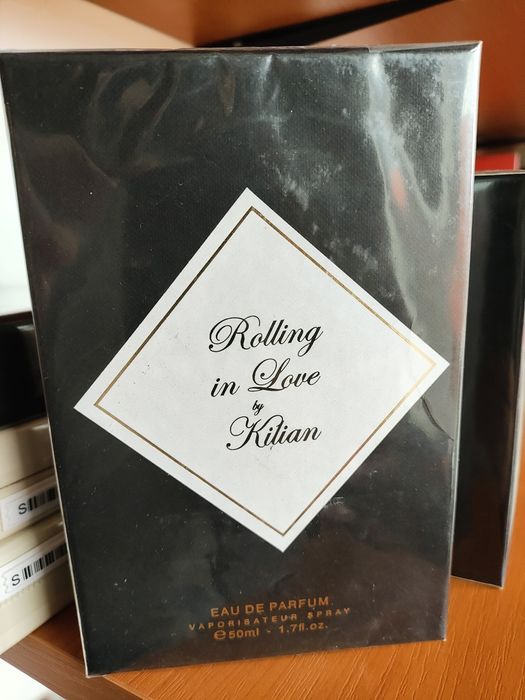 Rolling
in Love
by
Kilian
EAU DE PARFUM
VAPORISATEUR SPRAY
℮50ml - 1.7fl.oz.
S
S